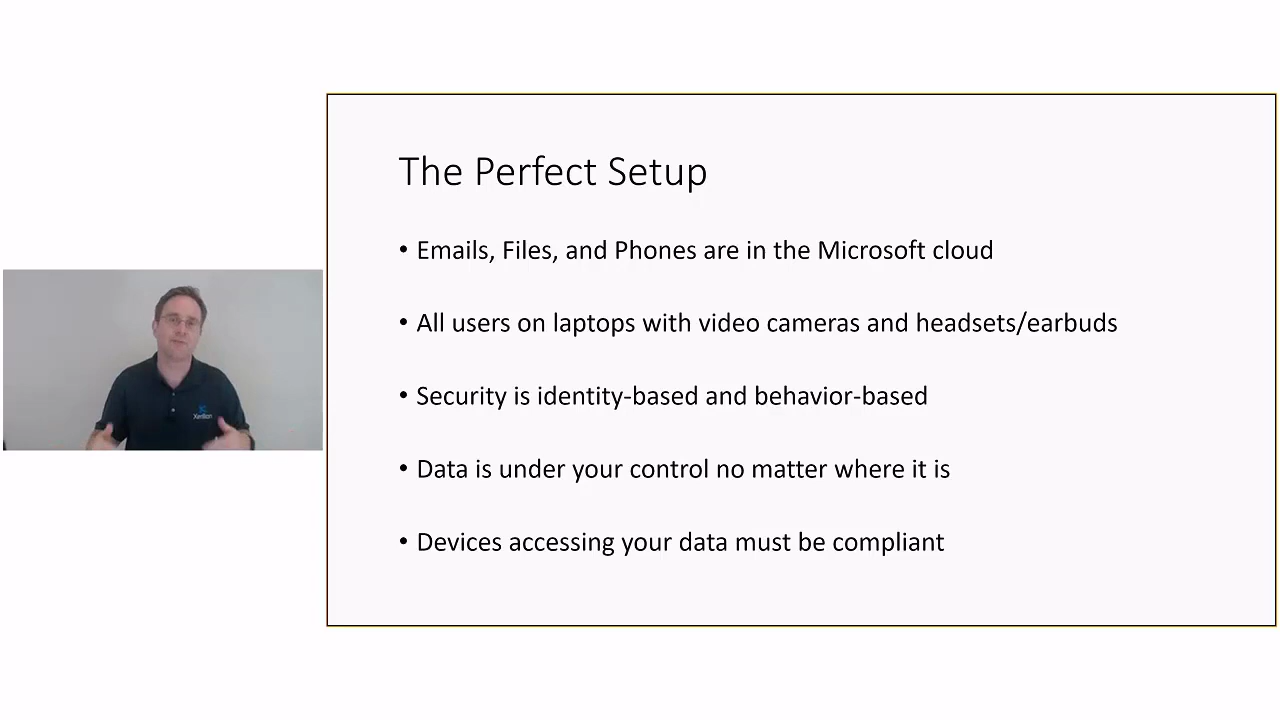 The Perfect Setup
• Emails, Files, and Phones are in the Microsoft cloud
• All users on laptops with video cameras and headsets/earbuds
• Security is identity-based and behavior-based
• Data is under your control no matter where it is
• Devices accessing your data must be compliant
Xerillion